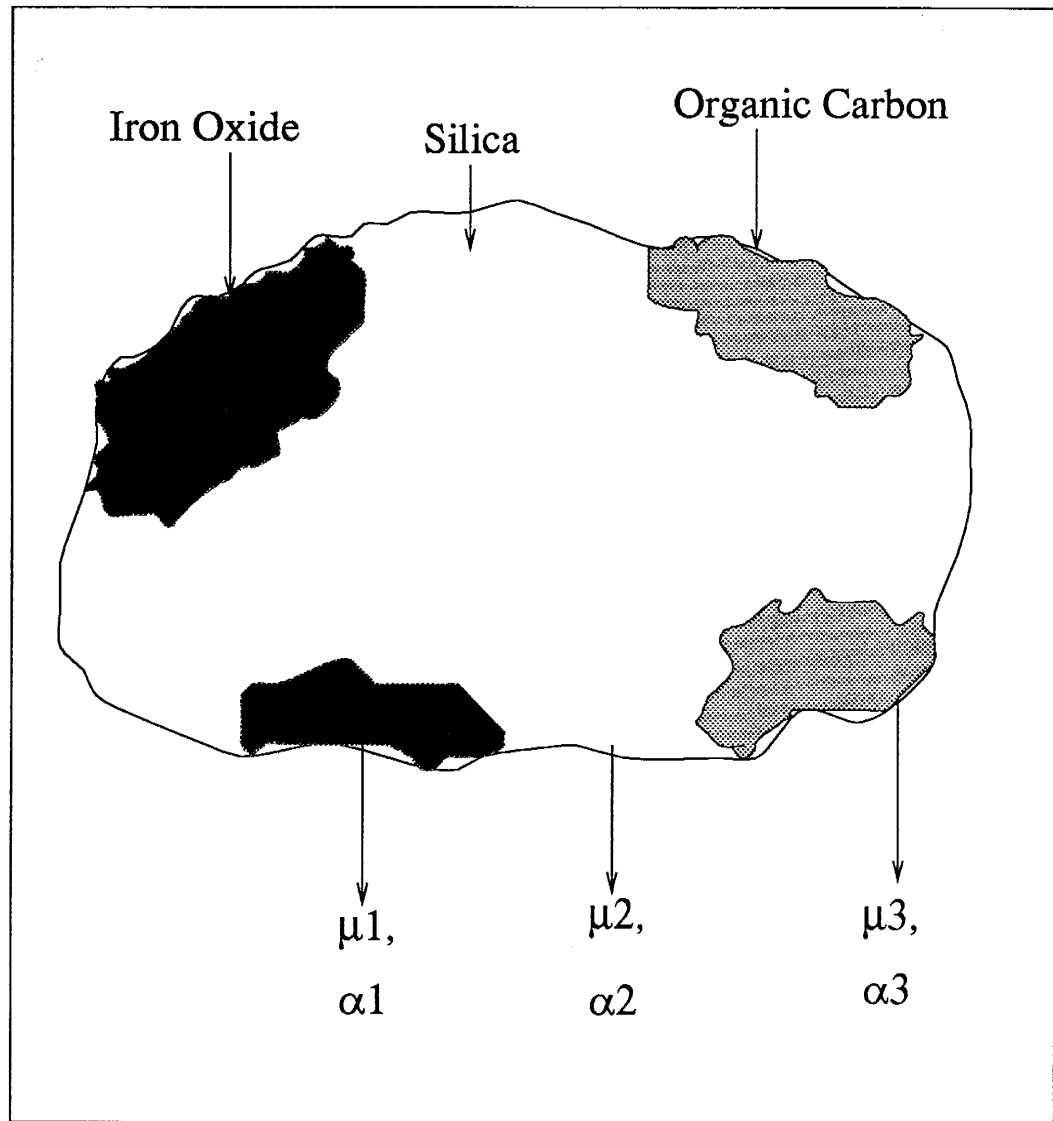 Iron Oxide
Silica
Organic Carbon
μ1,
α1
μ2,
α2
μ3,
α3